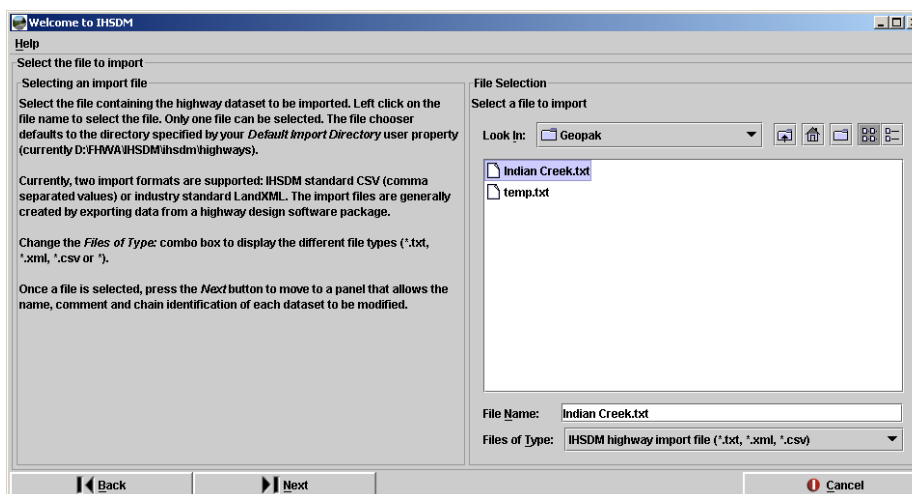 Welcome to IHSDM
Help
Select the file to import
Selecting an import file
Select the file containing the highway dataset to be imported. Left click on the
file name to select the file. Only one file can be selected. The file chooser
defaults to the directory specified by your Default Import Directory user property
(currently D:\FHWA\IHSDM\ihsdm\highways).
Currently, two import formats are supported: IHSDM standard CSV (comma
separated values) or industry standard LandXML. The import files are generally
created by exporting data from a highway design software package.
Change the Files of Type: combo box to display the different file types (*.txt,
*.xml, *.csv or *).
Once a file is selected, press the Next button to move to a panel that allows the
name, comment and chain identification of each dataset to be modified.
File Selection
Select a file to import
Look In: Geopak
Indian Creek.txt
temp.txt
File Name: Indian Creek.txt
Files of Type: IHSDM highway import file (*.txt, *.xml, *.csv)
Back
Next
Cancel